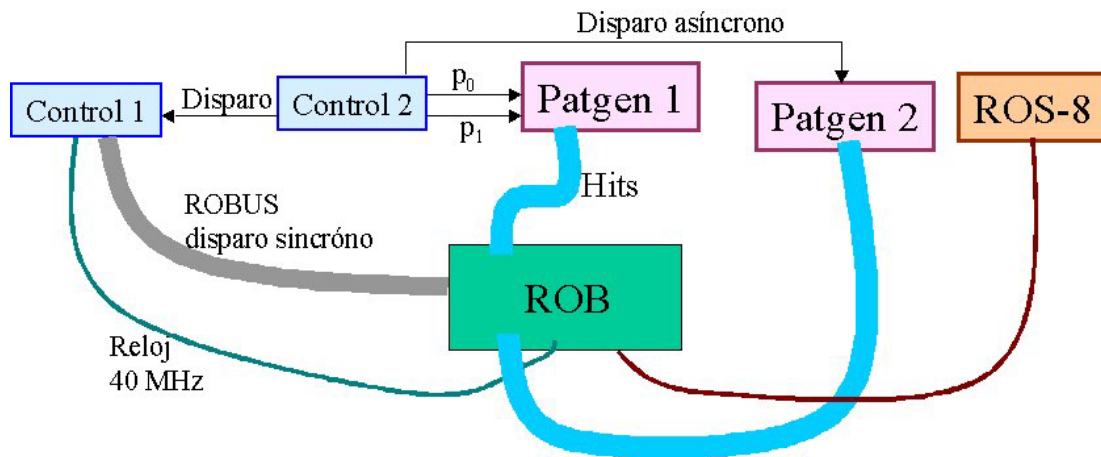 Disparo asíncrono
Control 1
Disparo
Control 2
p0
p1
Patgen 1
Patgen 2
ROS-8
Hits
ROBUS
disparo sincróno
ROB
Reloj
40 MHz